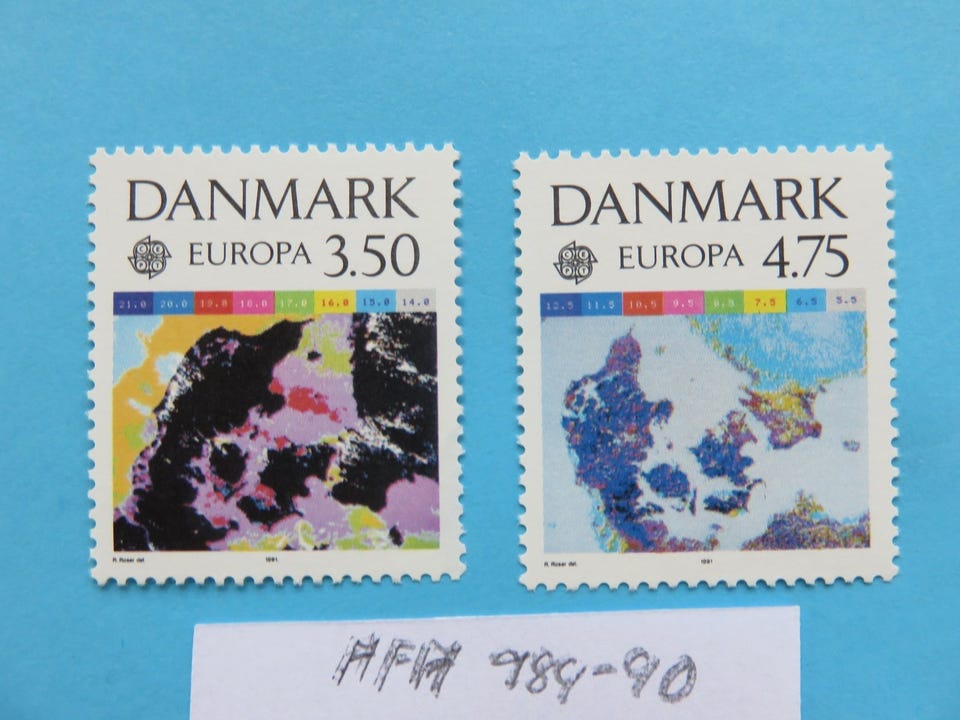 DANMARK
EUROPA 3.50
21.0 20.0 19.0 18.0 17.0 16.0 15.0 14.0
R. Roser del. 1991
DANMARK
EUROPA 4.75
12.5 11.5 10.5 9.5 8.5 7.5 6.5 5.5
R. Roser del. 1991
AFA 989-90